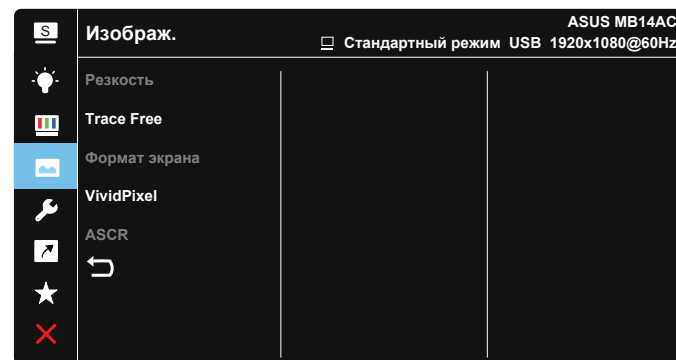 S
Изображ.
ASUS MB14AC
Стандартный режим USB 1920x1080@60Hz
Резкость
Trace Free
Формат экрана
VividPixel
ASCR